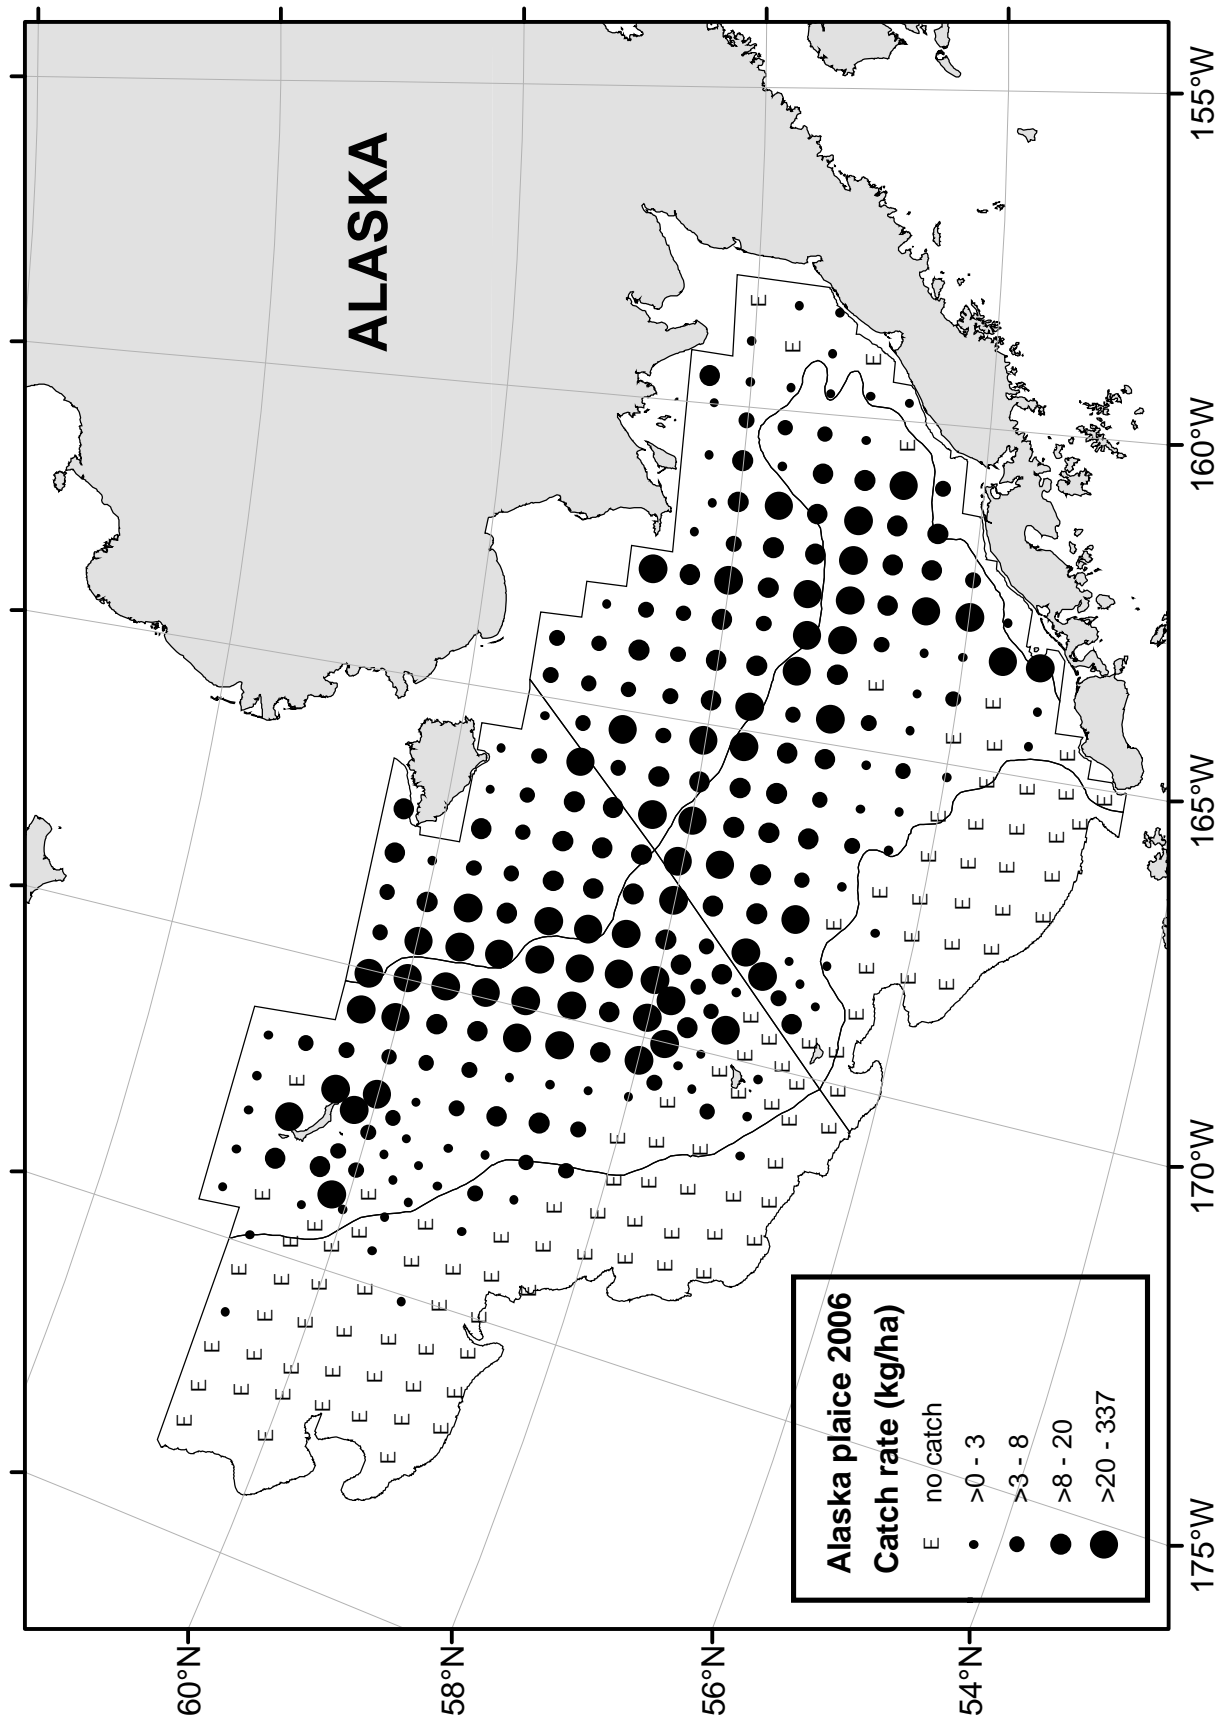 ALASKA
60°N
58°N
56°N
54°N
Alaska plaice 2006
Catch rate (kg/ha)
E no catch
>0 - 3
>3 - 8
>8 - 20
>20 - 337
175°W
170°W
165°W
160°W
155°W